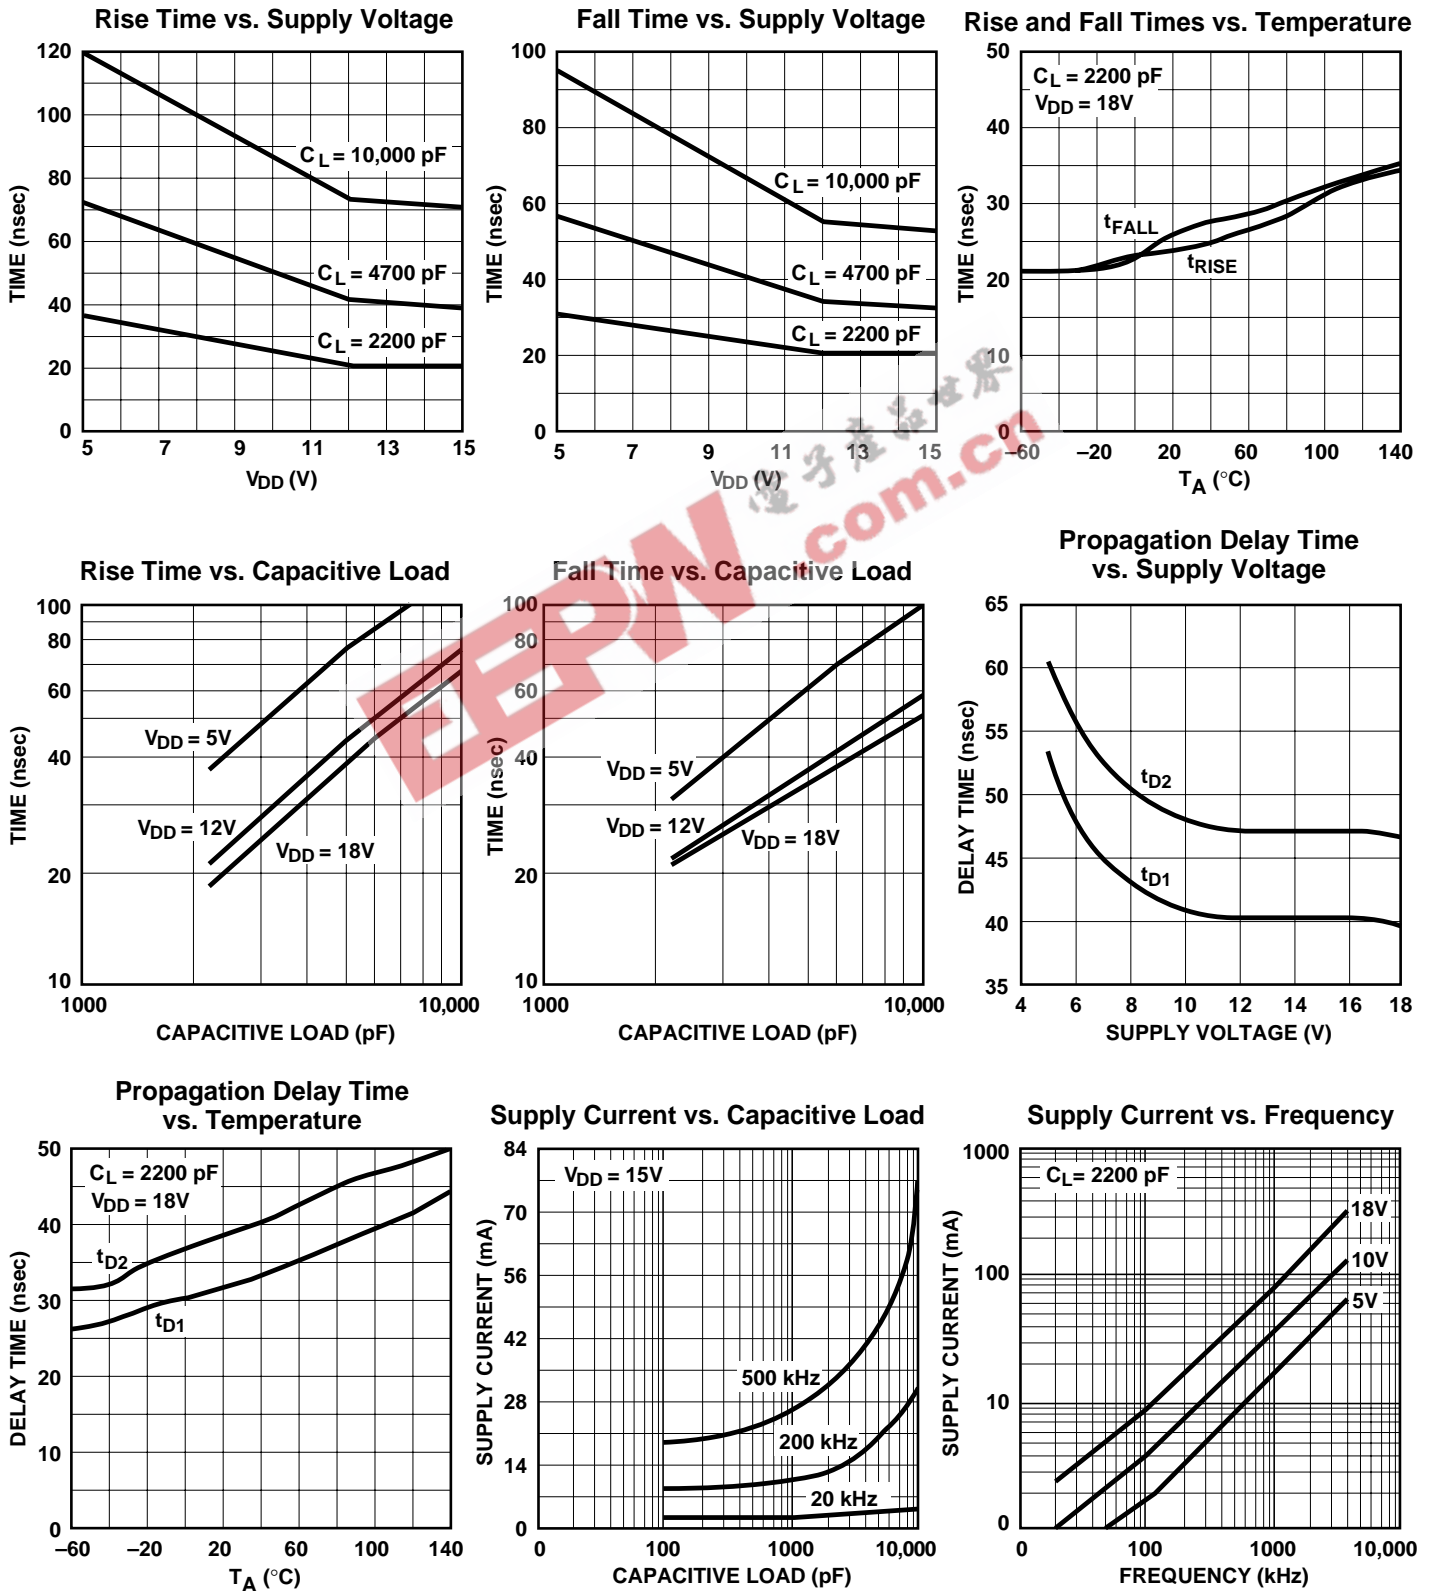 Rise Time vs. Supply Voltage
120
100
80
60
40
20
0
5 7 9 11 13 15
TIME (nsec)
VDD (V)
CL = 10,000 pF
CL = 4700 pF
CL = 2200 pF
Fall Time vs. Supply Voltage
100
80
60
40
20
0
5 7 9 11 13 15
TIME (nsec)
VDD (V)
CL = 10,000 pF
CL = 4700 pF
CL = 2200 pF
Rise and Fall Times vs. Temperature
50
40
30
20
10
0
–60 –20 20 60 100 140
TIME (nsec)
TA (°C)
CL = 2200 pF
VDD = 18V
tFALL
tRISE
電子產品世界
EEPW.com.cn
Rise Time vs. Capacitive Load
100
80
60
40
20
10
1000 10,000
TIME (nsec)
CAPACITIVE LOAD (pF)
VDD = 5V
VDD = 12V
VDD = 18V
Fall Time vs. Capacitive Load
100
80
60
40
20
10
1000 10,000
TIME (nsec)
CAPACITIVE LOAD (pF)
VDD = 5V
VDD = 12V
VDD = 18V
Propagation Delay Time
vs. Supply Voltage
65
60
55
50
45
40
35
4 6 8 10 12 14 16 18
DELAY TIME (nsec)
SUPPLY VOLTAGE (V)
tD2
tD1
Propagation Delay Time
vs. Temperature
50
40
30
20
10
0
–60 –20 20 60 100 140
DELAY TIME (nsec)
TA (°C)
CL = 2200 pF
VDD = 18V
tD2
tD1
Supply Current vs. Capacitive Load
84
70
56
42
28
14
0
0 100 1000 10,000
SUPPLY CURRENT (mA)
CAPACITIVE LOAD (pF)
VDD = 15V
500 kHz
200 kHz
20 kHz
Supply Current vs. Frequency
1000
100
10
0
0 100 1000 10,000
SUPPLY CURRENT (mA)
FREQUENCY (kHz)
CL = 2200 pF
18V
10V
5V